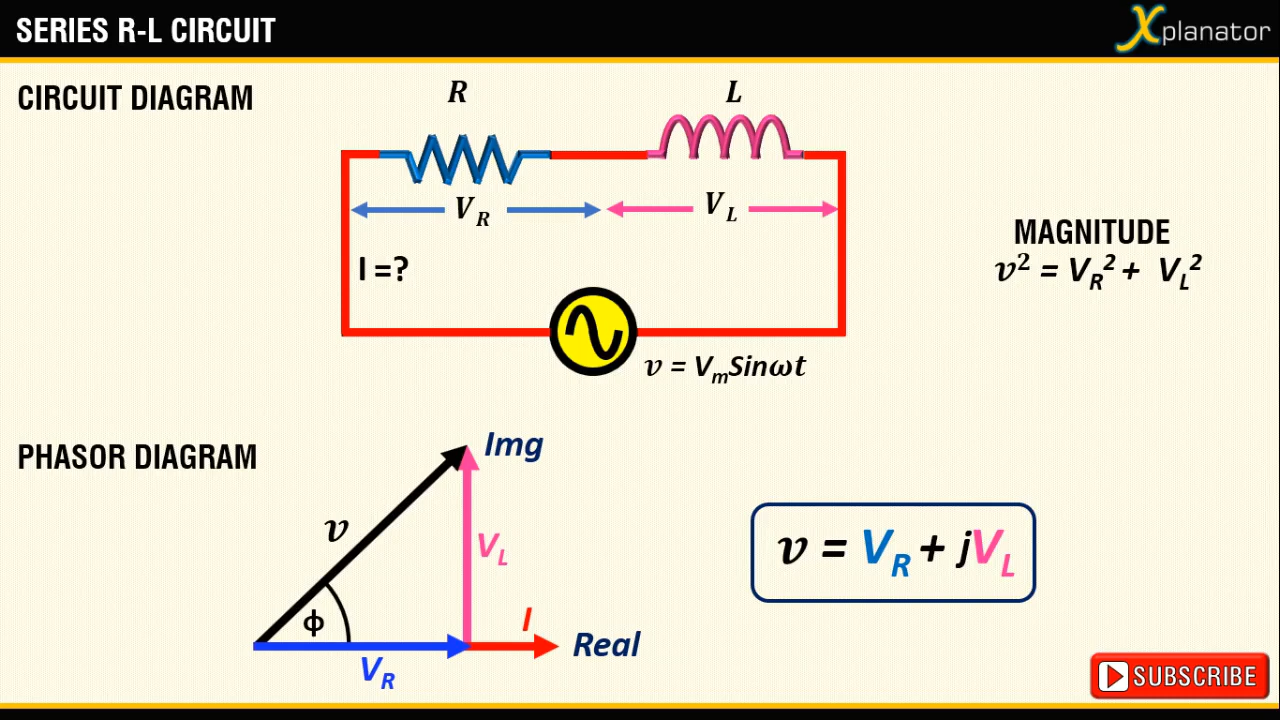 SERIES R-L CIRCUIT
Xplanator
CIRCUIT DIAGRAM
R
L
V_R
V_L
I =?
v = VₘSinωt
MAGNITUDE
v² = V_R² + V_L²
PHASOR DIAGRAM
Img
v
V_L
ϕ
I
Real
V_R
v = V_R + jV_L
SUBSCRIBE